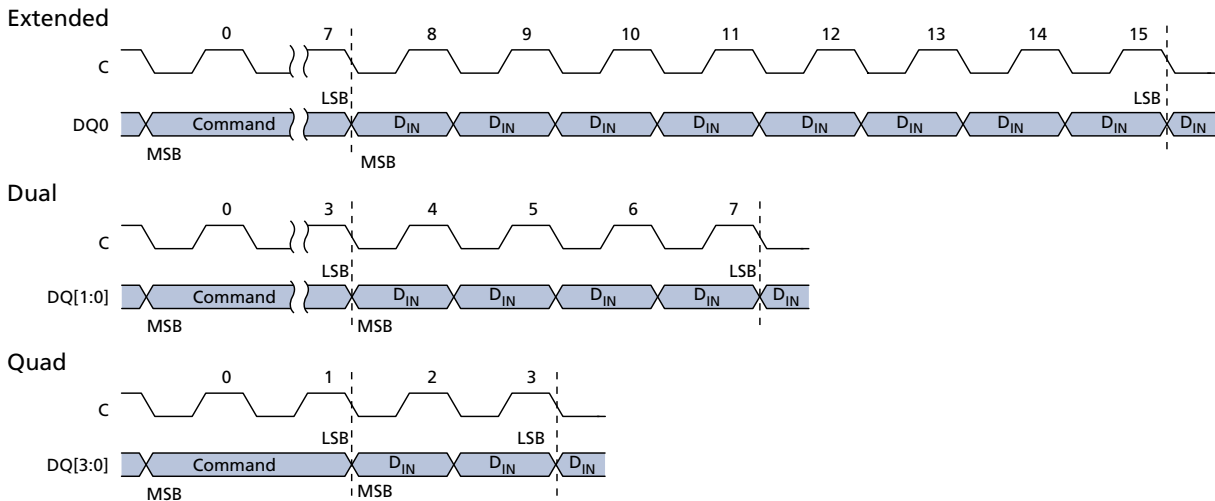 Extended
0 7 8 9 10 11 12 13 14 15
C
LSB LSB
DQ0 Command D_IN D_IN D_IN D_IN D_IN D_IN D_IN D_IN D_IN
MSB MSB
Dual
0 3 4 5 6 7
C
LSB LSB
DQ[1:0] Command D_IN D_IN D_IN D_IN D_IN
MSB MSB
Quad
0 1 2 3
C
LSB LSB
DQ[3:0] Command D_IN D_IN D_IN
MSB MSB